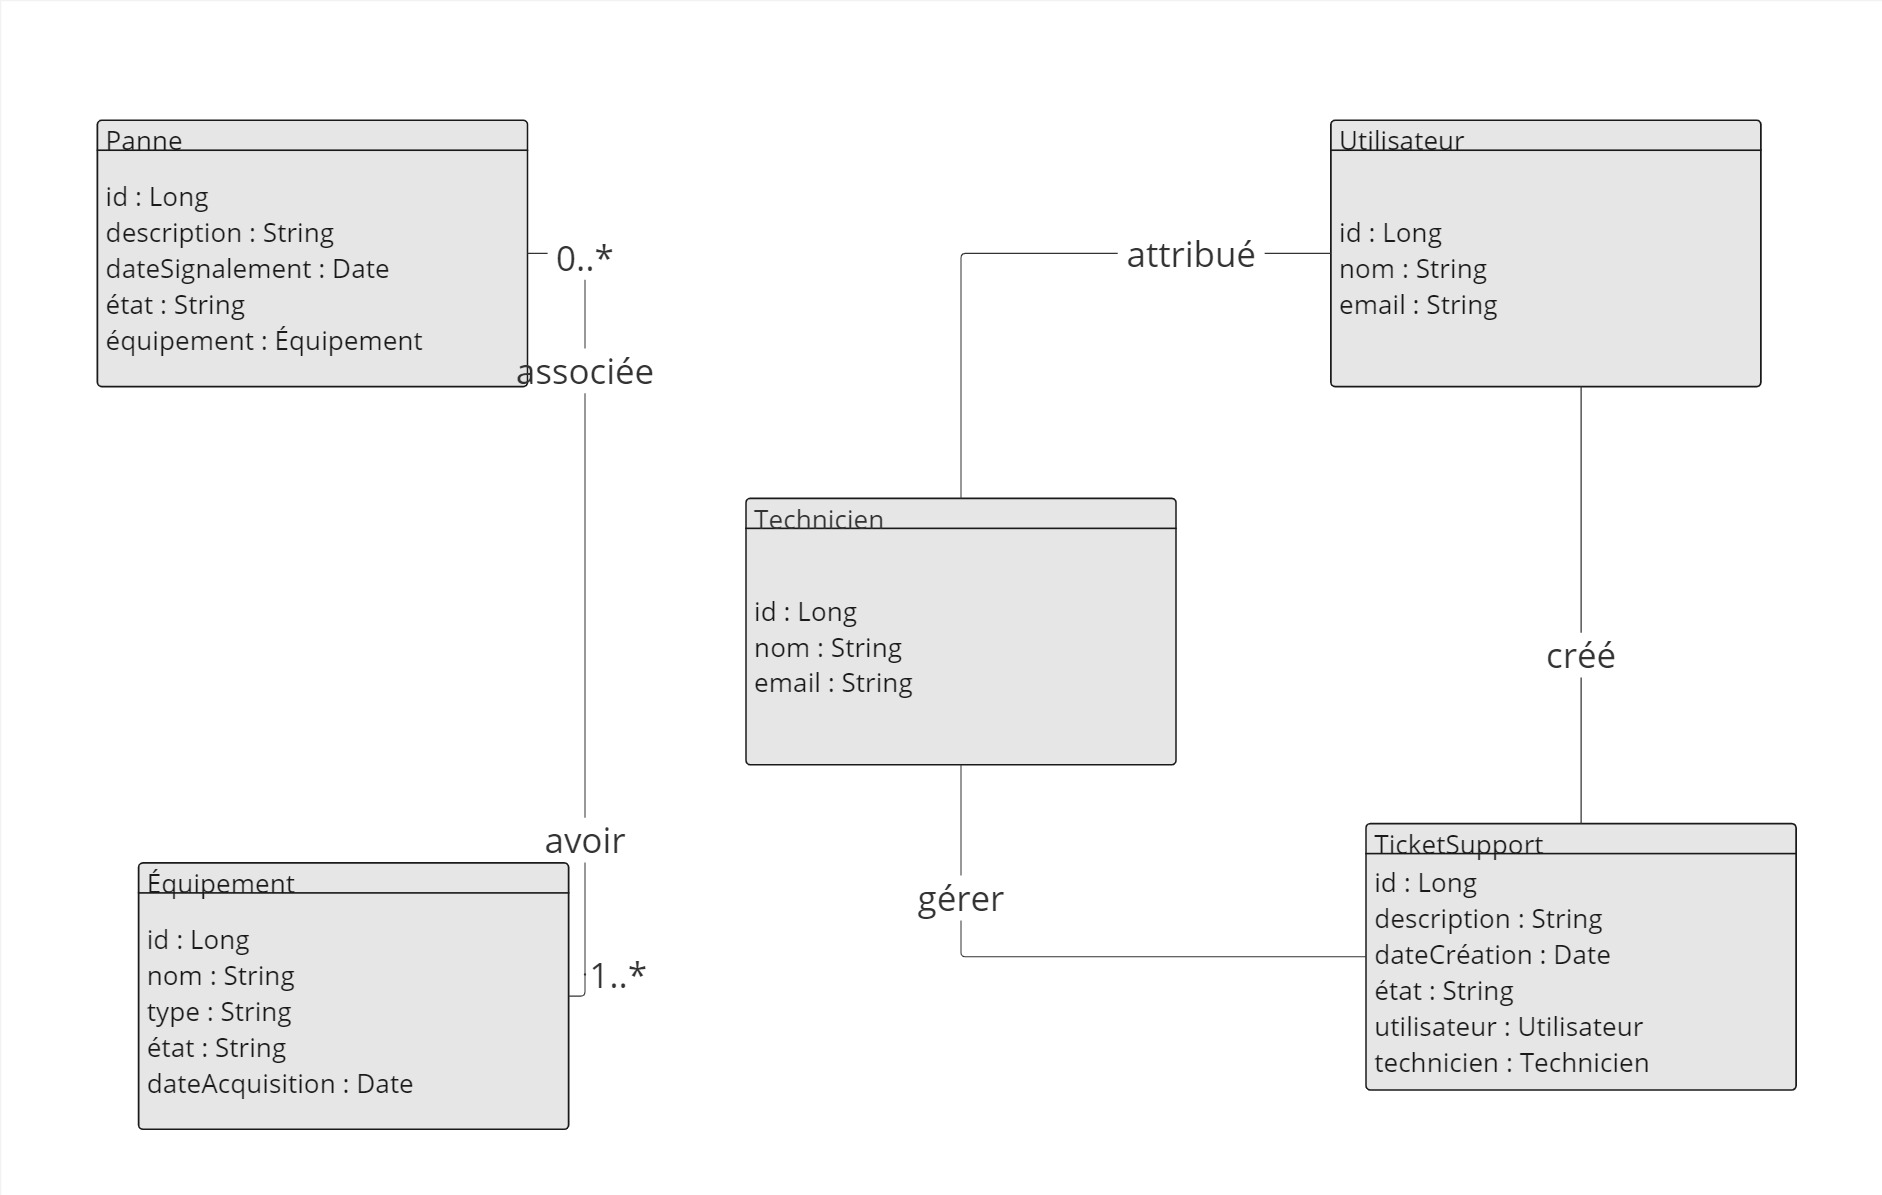 Panne
id : Long
description : String
dateSignalement : Date
état : String
équipement : Équipement
0..*
associée
avoir
1..*
Équipement
id : Long
nom : String
type : String
état : String
dateAcquisition : Date
attribué
Utilisateur
id : Long
nom : String
email : String
Technicien
id : Long
nom : String
email : String
créé
gérer
TicketSupport
id : Long
description : String
dateCréation : Date
état : String
utilisateur : Utilisateur
technicien : Technicien